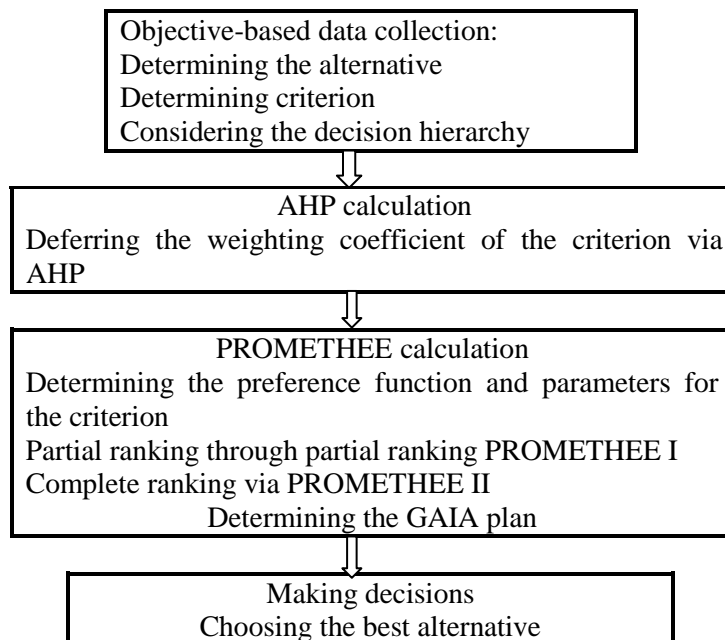 Objective-based data collection:
Determining the alternative
Determining criterion
Considering the decision hierarchy
AHP calculation
Deferring the weighting coefficient of the criterion via
AHP
PROMETHEE calculation
Determining the preference function and parameters for
the criterion
Partial ranking through partial ranking PROMETHEE I
Complete ranking via PROMETHEE II
Determining the GAIA plan
Making decisions
Choosing the best alternative